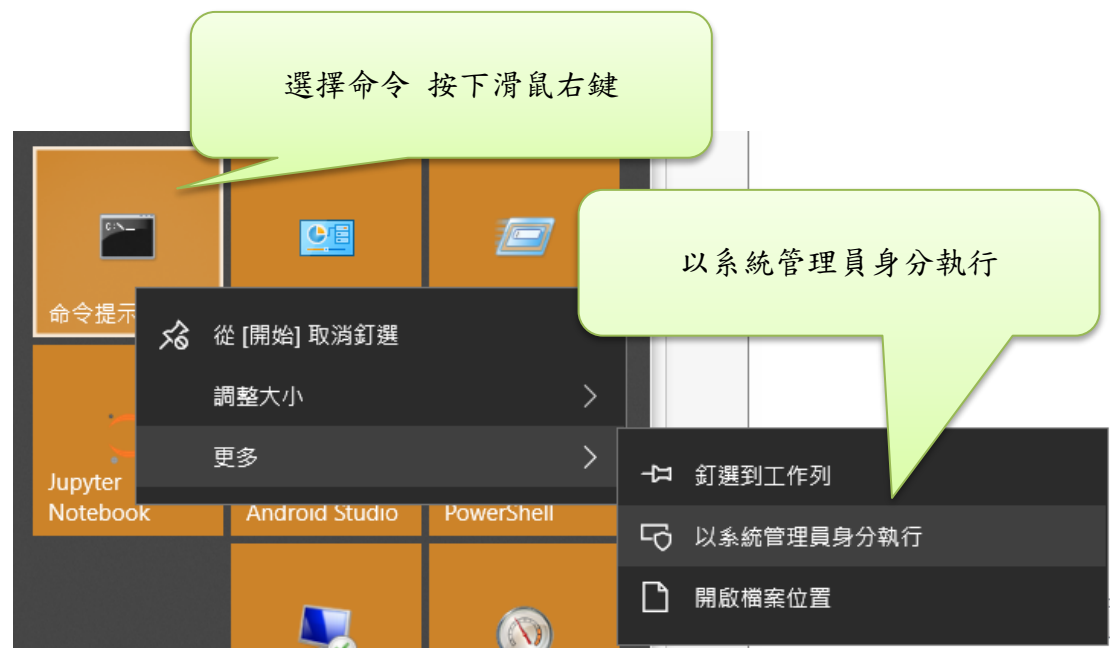 選擇命令 按下滑鼠右鍵
以系統管理員身分執行
C:\
命令提示
從 [開始] 取消釘選
調整大小
更多
Jupyter
Notebook
Android Studio
PowerShell
釘選到工作列
以系統管理員身分執行
開啟檔案位置